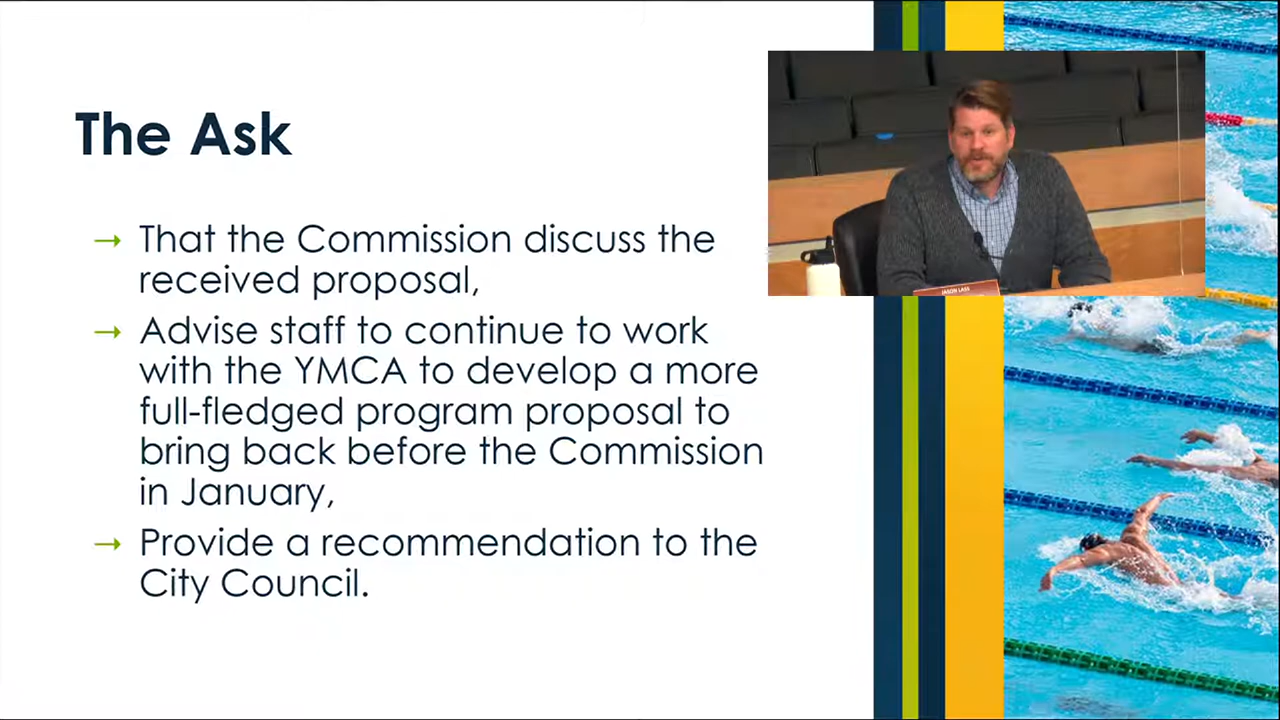 The Ask
→ That the Commission discuss the
received proposal,
→ Advise staff to continue to work
with the YMCA to develop a more
full-fledged program proposal to
bring back before the Commission
in January,
→ Provide a recommendation to the
City Council.
JASON LASS